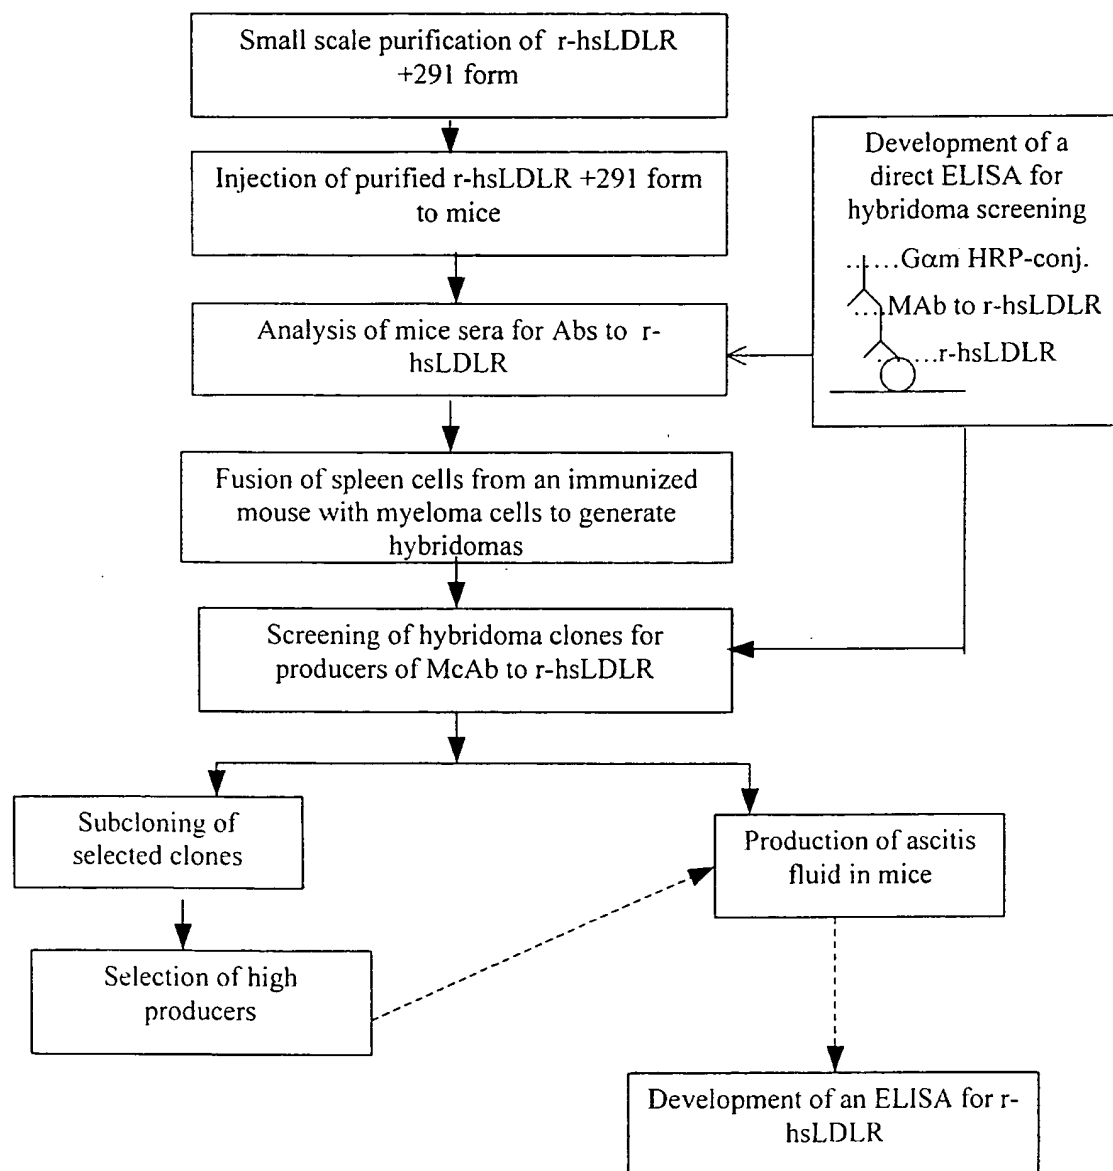 Small scale purification of r-hsLDLR
+291 form
Injection of purified r-hsLDLR +291 form
to mice
Analysis of mice sera for Abs to r-
hsLDLR
Fusion of spleen cells from an immunized
mouse with myeloma cells to generate
hybridomas
Screening of hybridoma clones for
producers of McAb to r-hsLDLR
Development of a
direct ELISA for
hybridoma screening
……Gαm HRP-conj.
….MAb to r-hsLDLR
……r-hsLDLR
Subcloning of
selected clones
Selection of high
producers
Production of ascitis
fluid in mice
Development of an ELISA for r-
hsLDLR